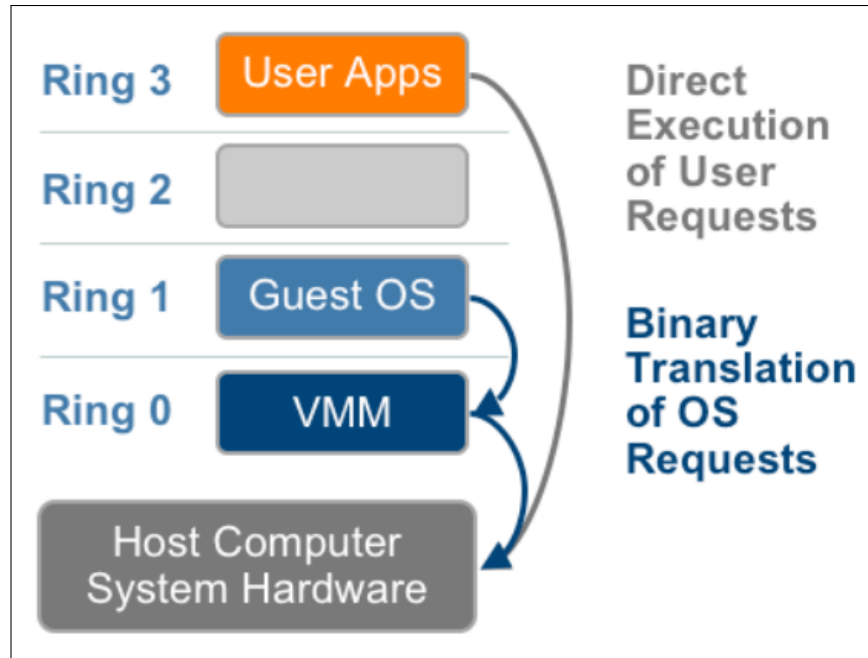 Ring 3
User Apps
Ring 2
Ring 1
Guest OS
Ring 0
VMM
Host Computer
System Hardware
Direct
Execution
of User
Requests
Binary
Translation
of OS
Requests